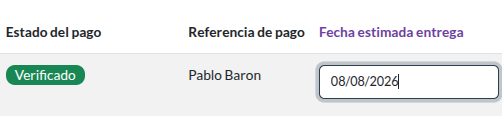 Estado del pago Referencia de pago Fecha estimada entrega
Verificado Pablo Baron 08/08/2026